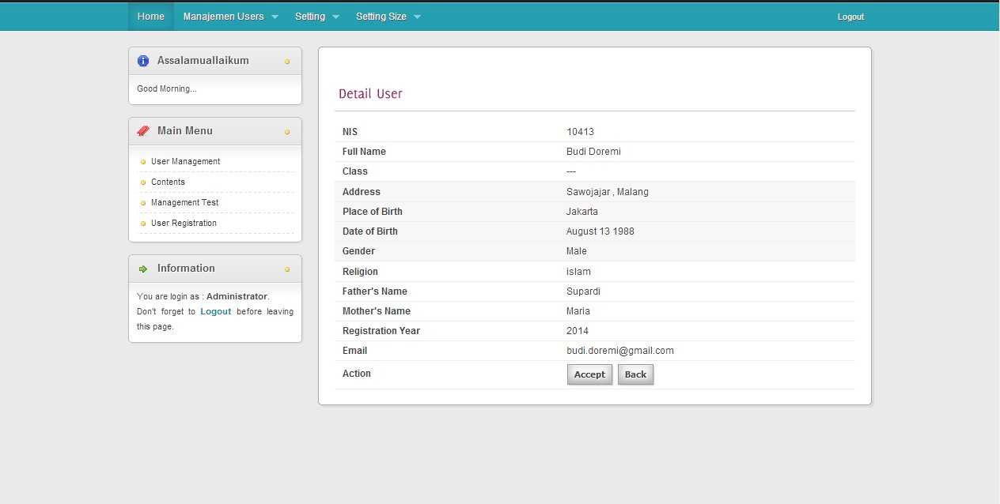 Home Manajemen Users Setting Setting Size Logout
Assalamuallaikum
Good Morning...
Main Menu
User Management
Contents
Management Test
User Registration
Information
You are login as : Administrator.
Don't forget to Logout before leaving
this page.
Detail User
NIS 10413
Full Name Budi Doremi
Class ---
Address Sawojajar , Malang
Place of Birth Jakarta
Date of Birth August 13 1988
Gender Male
Religion islam
Father's Name Supardi
Mother's Name Maria
Registration Year 2014
Email budi.doremi@gmail.com
Action Accept Back